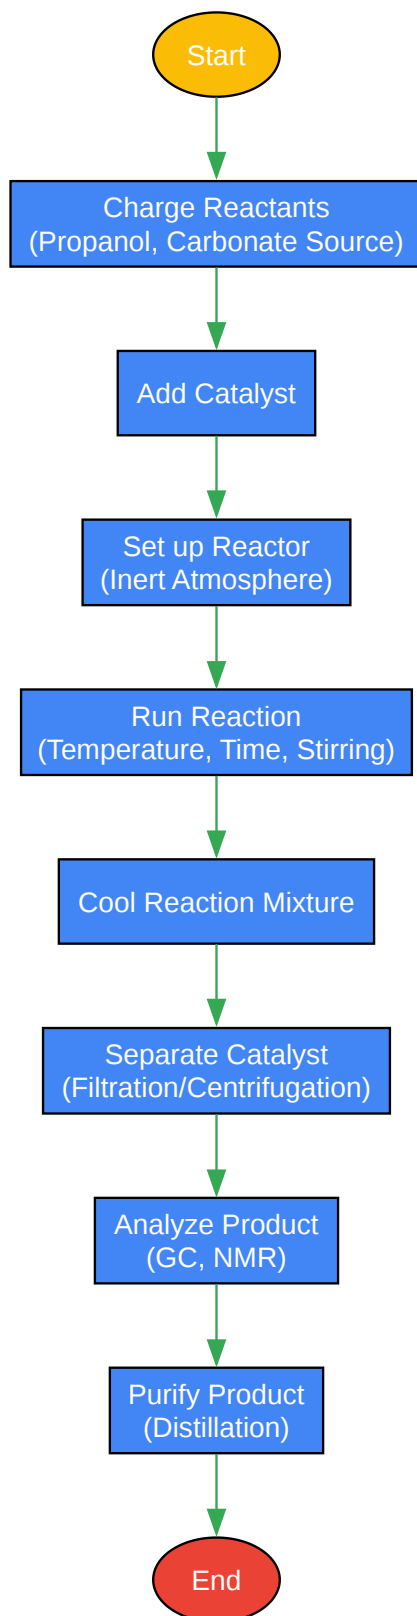 Start
Charge Reactants
(Propanol, Carbonate Source)
Add Catalyst
Set up Reactor
(Inert Atmosphere)
Run Reaction
(Temperature, Time, Stirring)
Cool Reaction Mixture
Separate Catalyst
(Filtration/Centrifugation)
Analyze Product
(GC, NMR)
Purify Product
(Distillation)
End